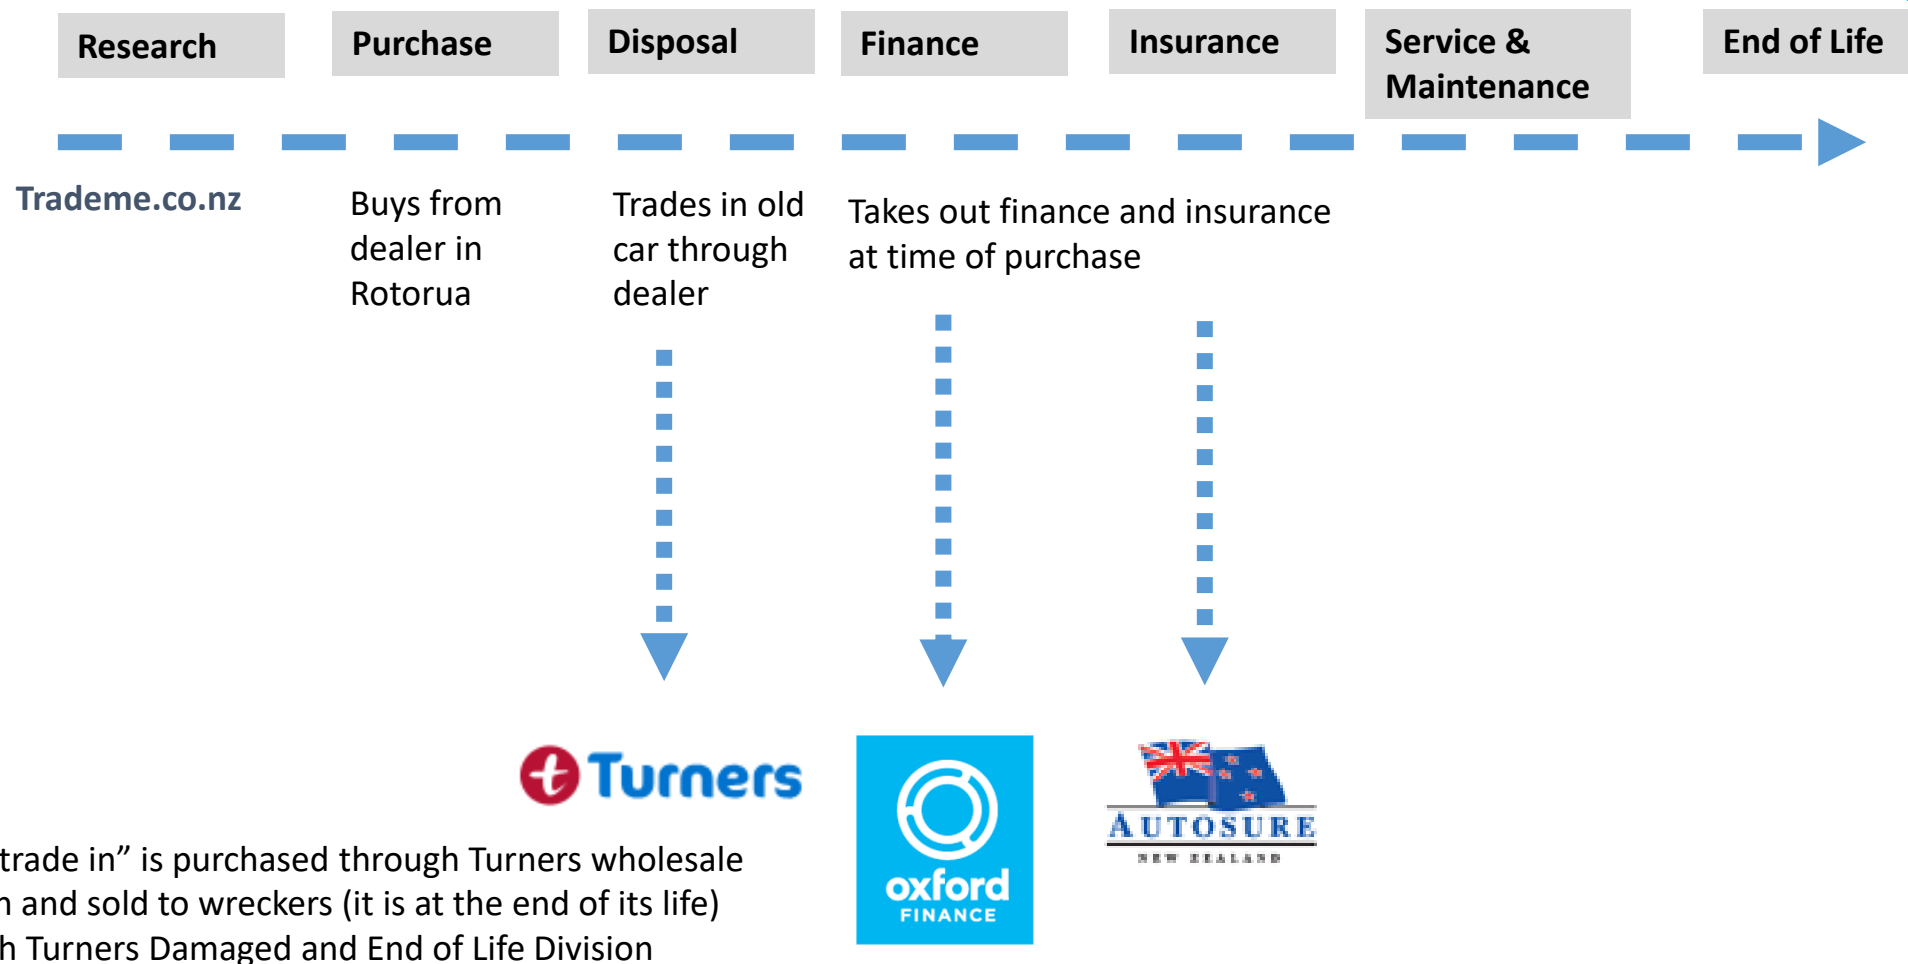 Research
Purchase
Disposal
Finance
Insurance
Service &
Maintenance
End of Life
Trademe.co.nz
Buys from
dealer in
Rotorua
Trades in old
car through
dealer
Takes out finance and insurance
at time of purchase
t Turners
oxford
FINANCE
AUTOSURE
NEW ZEALAND
trade in” is purchased through Turners wholesale
and sold to wreckers (it is at the end of its life)
Turners Damaged and End of Life Division